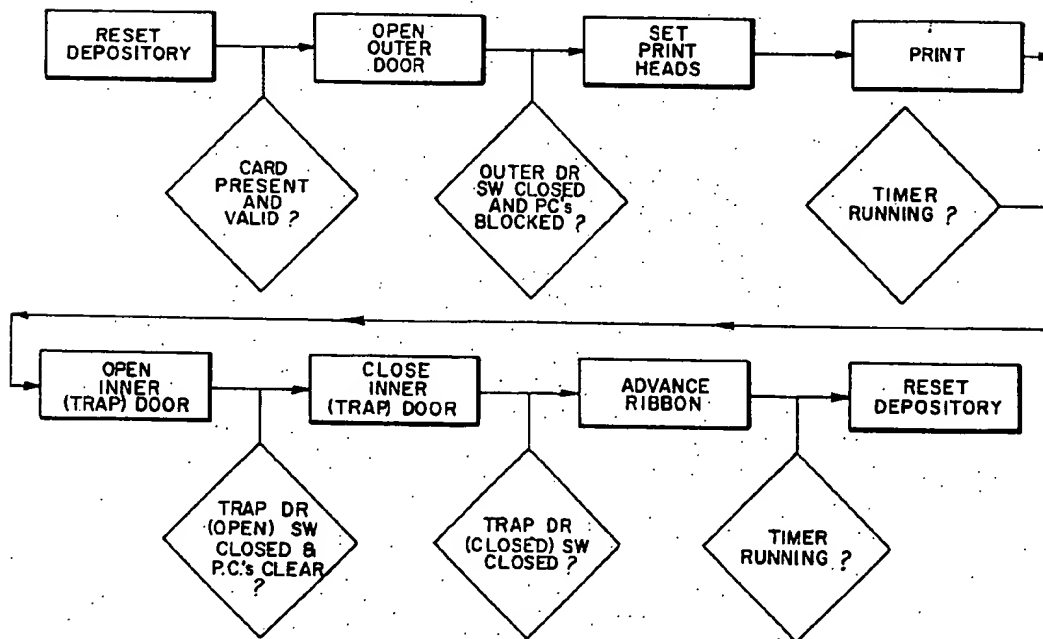 RESET
DEPOSITORY
OPEN
OUTER
DOOR
SET
PRINT
HEADS
PRINT
CARD
PRESENT
AND
VALID ?
OUTER DR
SW CLOSED
AND PC's
BLOCKED ?
TIMER
RUNNING ?
OPEN
INNER
(TRAP) DOOR
CLOSE
INNER
(TRAP) DOOR
ADVANCE
RIBBON
RESET
DEPOSITORY
TRAP DR
(OPEN) SW
CLOSED &
P.C.'s CLEAR
?
TRAP DR
(CLOSED) SW
CLOSED ?
TIMER
RUNNING ?